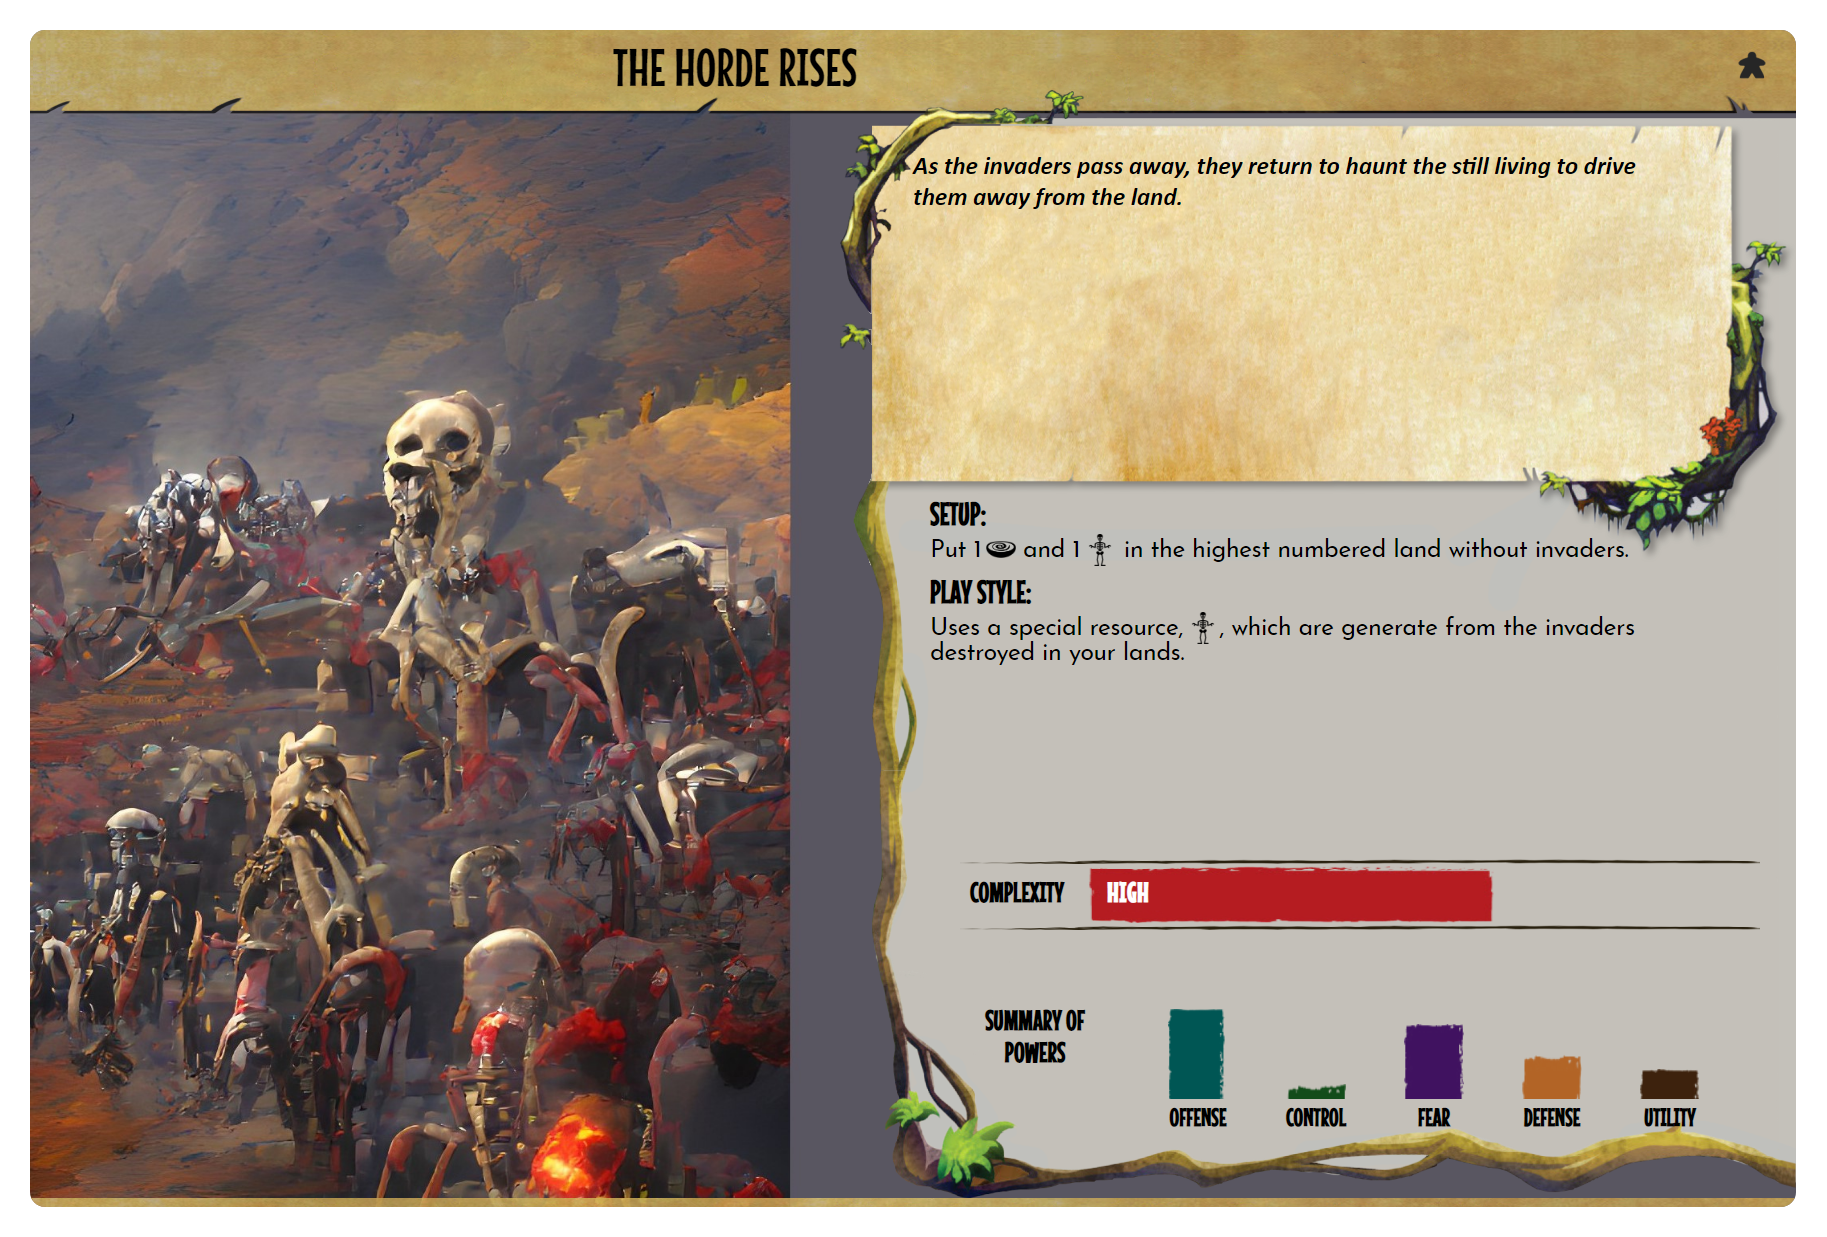 THE HORDE RISES
As the invaders pass away, they return to haunt the still living to drive
them away from the land.
SETUP:
Put 1 and 1 in the highest numbered land without invaders.
PLAY STYLE:
Uses a special resource, , which are generate from the invaders
destroyed in your lands.
COMPLEXITY HIGH
SUMMARY OF
POWERS
OFFENSE CONTROL FEAR DEFENSE UTILITY